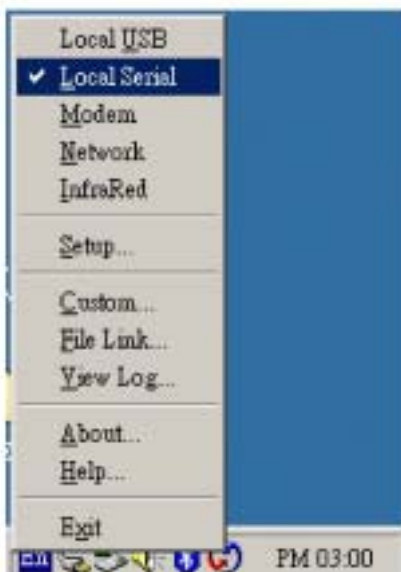 Local USB
Local Serial
Modem
Network
InfraRed
Setup...
Custom...
File Link...
View Log...
About...
Help...
Exit
En
PM 03:00